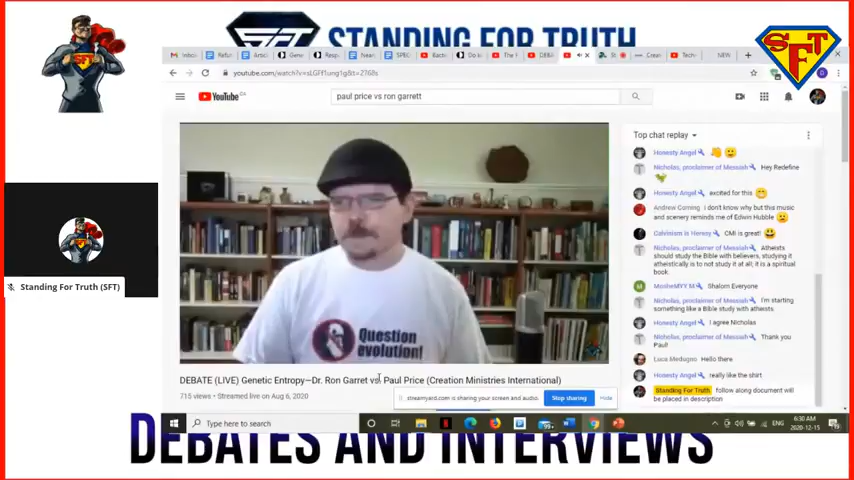 STANDING FOR TRUTH
SFT
SFT
SFT
Inbox
youtube.com/watch?v=sLGFf1ung1g&t=2768s
YouTube CA
paul price vs ron garrett
Top chat replay
Honesty Angel
Nicholas, proclaimer of Messiah Hey Redefine
Honesty Angel excited for this
Andrew Corning i don't know why but this music
and scenery reminds me of Edwin Hubble
Calvinism is Heresy CMI is great!
Nicholas, proclaimer of Messiah Atheists
should study the Bible with believers, studying it
atheistically is to not study it at all, it is a spiritual
book.
MosheMYY M Shalom Everyone
Nicholas, proclaimer of Messiah I'm starting
something like a Bible study with atheists
Honesty Angel I agree Nicholas
Nicholas, proclaimer of Messiah Thank you
Paul!
Luca Medugno Hello there
Honesty Angel really like the shirt
Standing For Truth follow along document will
be placed in description
Question
evolution!
Standing For Truth (SFT)
DEBATE (LIVE) Genetic Entropy—Dr. Ron Garret vs Paul Price (Creation Ministries International)
715 views • Streamed live on Aug 6, 2020
streamyard.com is sharing your screen and audio.
Stop sharing
Hide
Type here to search
99+
6:30 AM
2020-12-15
DEBATES AND INTERVIEWS